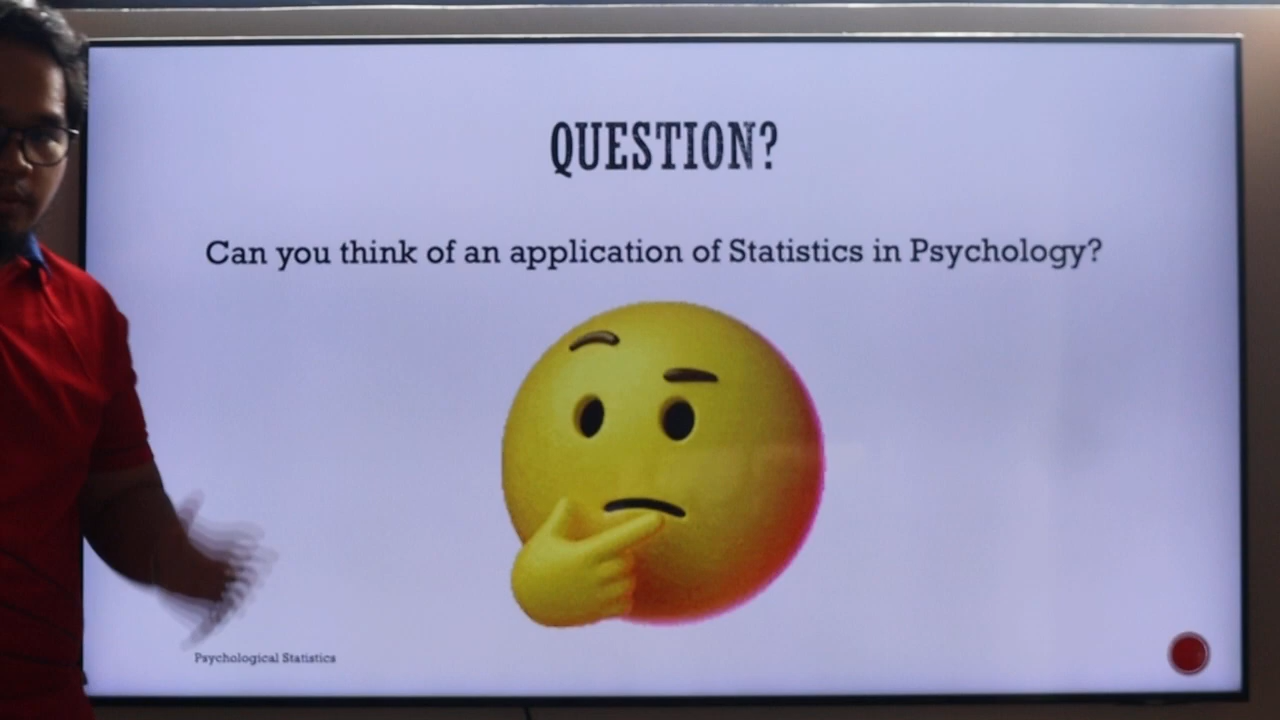 QUESTION?
Can you think of an application of Statistics in Psychology?
Psychological Statistics